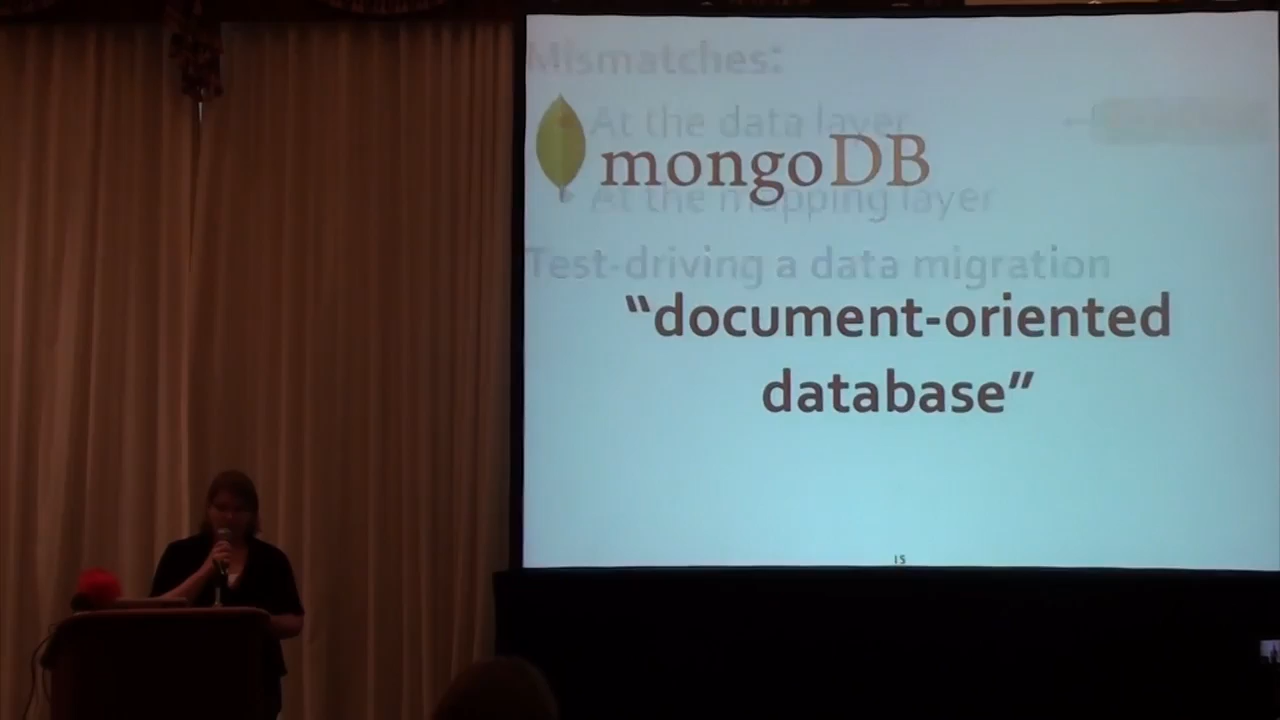 Mismatches:
At the data layer
mongoDB
At the mapping layer
Test-driving a data migration
“document-oriented
database”
15